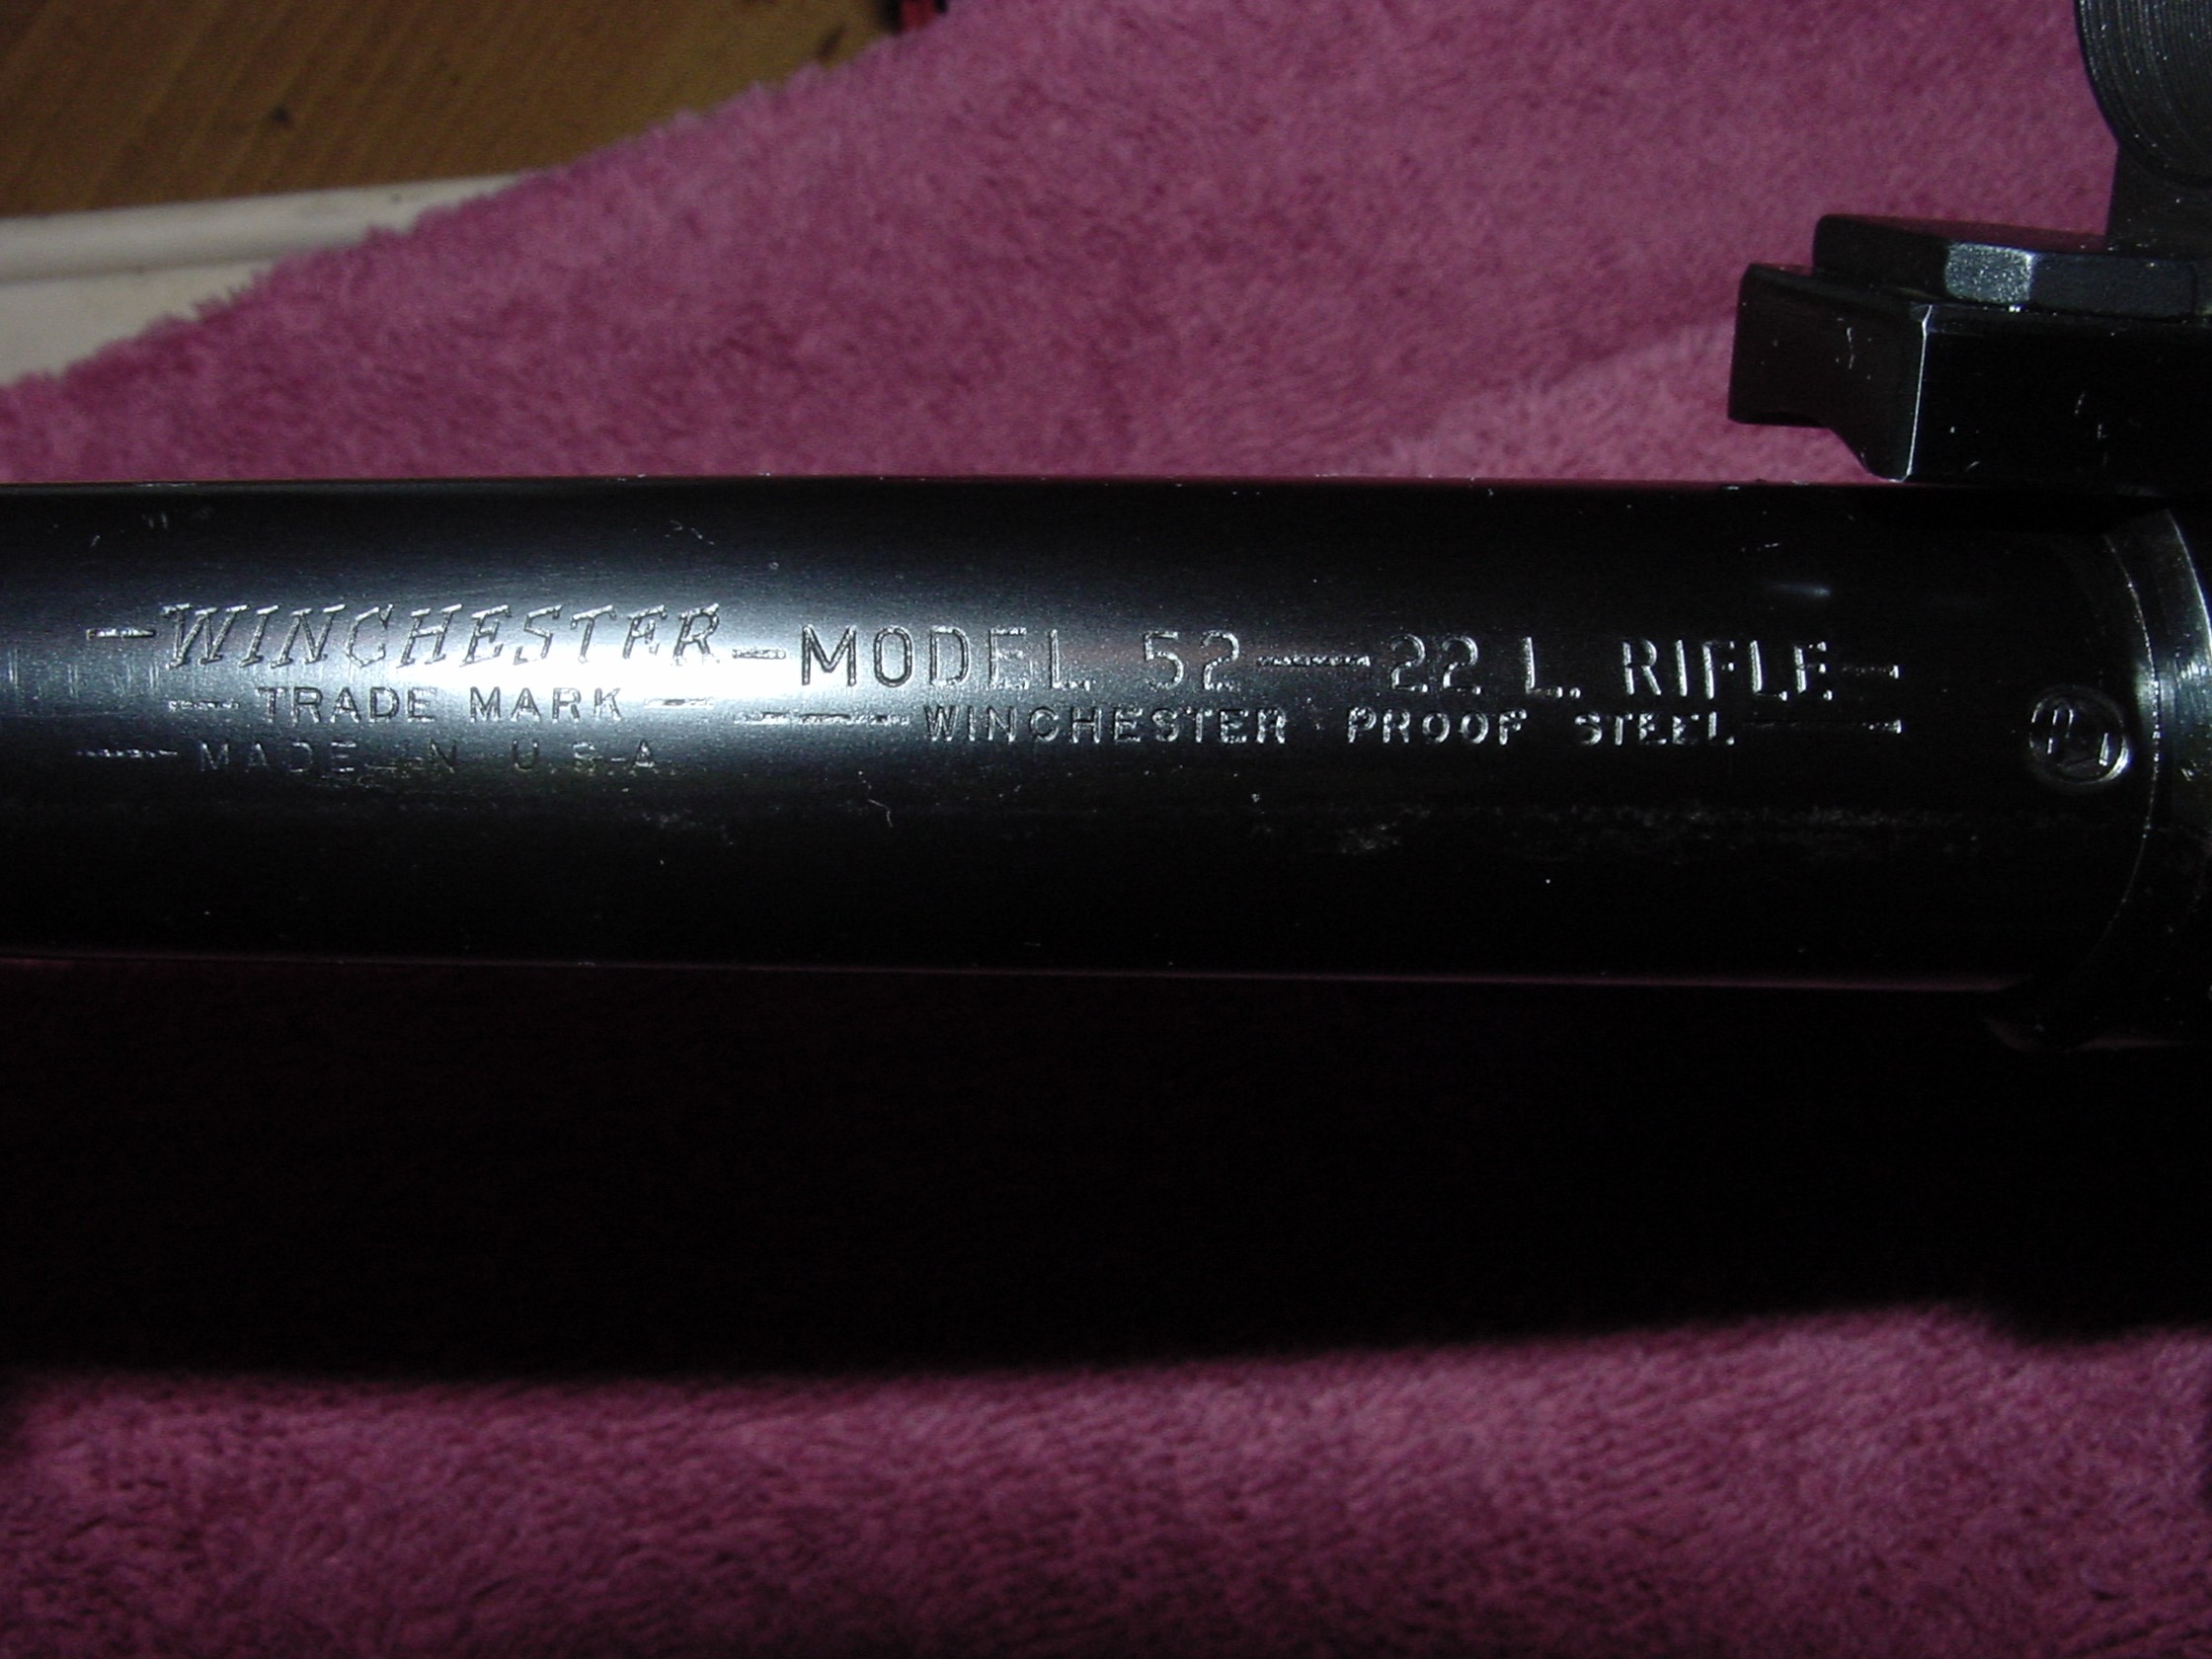 -WINCHESTER-
- TRADE MARK -
- MADE IN U.S.A.
MODEL 52 — 22 L. RIFLE -
— WINCHESTER PROOF STEEL —